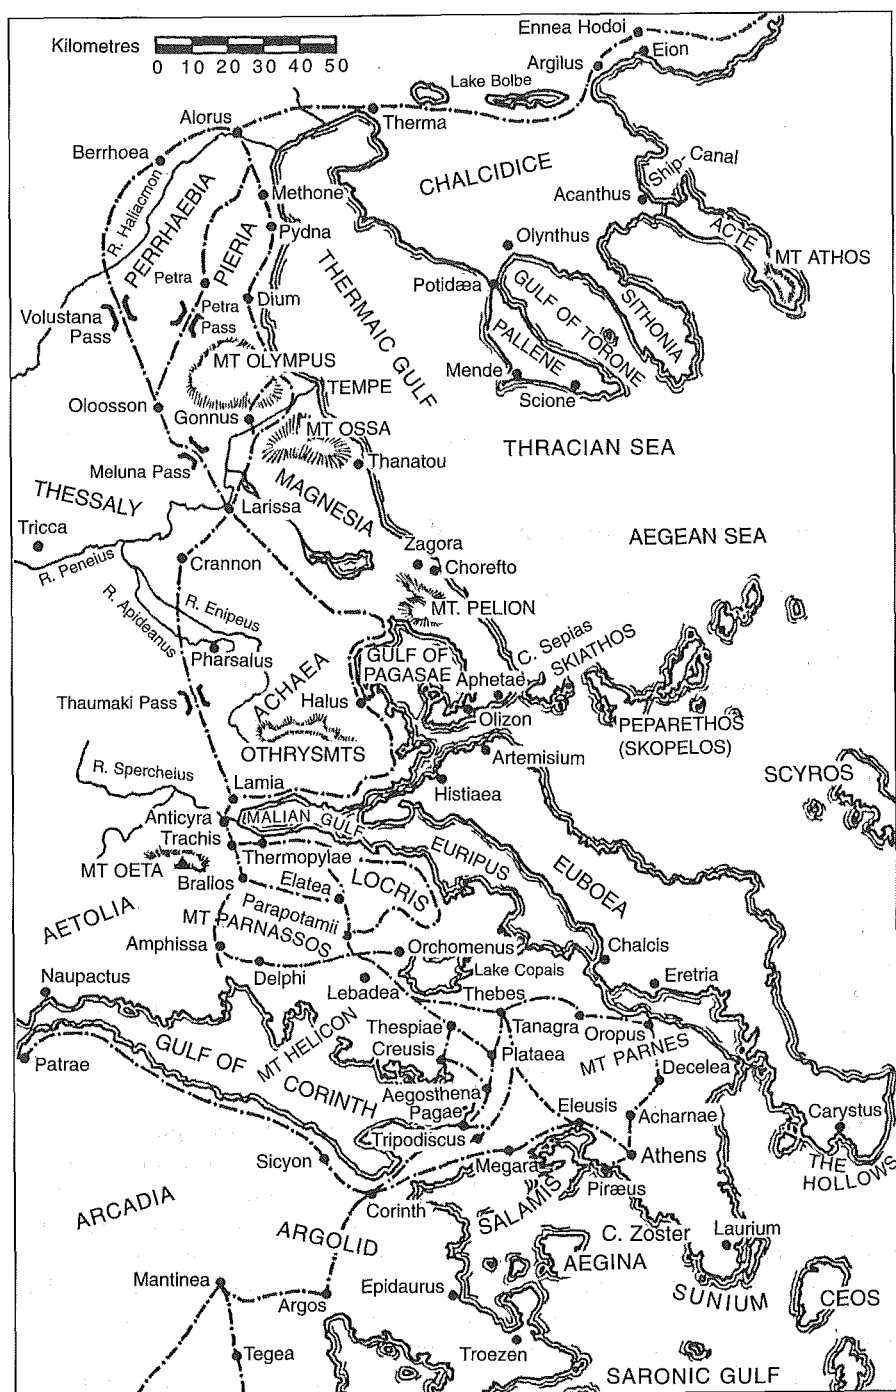 Kilometres
0 10 20 30 40 50
Ennea Hodoi
Eion
Argilus
Lake Bolbe
Therma
Alorus
Berrhoea
CHALCIDICE
Ship-Canal
Acanthus
R. Haliacmon
Methone
PERRHAEBIA
PIERIA
Pydna
Olynthus
ACTE
MT ATHOS
Petra
Petra
Pass
Dium
THERMAIC GULF
Potidæa
GULF OF TORONE
SITHONIA
Volustana
Pass
PALLENE
MT OLYMPUS
Mende
Scione
TEMPE
Oloosson
Gonnus
MT OSSA
THRACIAN SEA
Meluna Pass
Thanatou
THESSALY
MAGNESIA
Larissa
Tricca
AEGEAN SEA
R. Peneius
Crannon
Zagora
Chorefto
R. Enipeus
R. Apideanus
MT. PELION
Pharsalus
C. Sepias
SKIATHOS
GULF OF
PAGASAE
ACHAEA
Aphetae
Thaumaki Pass
Halus
Olizon
PEPARETHOS
(SKOPELOS)
OTHRYSMTS
Artemisium
R. Spercheius
SCYROS
Lamia
Histiaea
Anticyra
MALIAN GULF
Trachis
EURIPUS
EUBOEA
Thermopylae
MT OETA
Elatea
LOCRIS
Brallos
AETOLIA
Parapotamii
MT PARNASSOS
Amphissa
Orchomenus
Chalcis
Delphi
Lake Copais
Eretria
Naupactus
Lebadea
Thebes
Thespiae
Tanagra
Oropus
Creusis
MT HELICON
Plataea
MT PARNES
GULF OF
CORINTH
Patrae
Decelea
Aegosthena
Pagae
Eleusis
Acharnae
Carystus
Tripodiscus
Athens
THE
HOLLOWS
Sicyon
Megara
Piræus
ARCADIA
Corinth
SALAMIS
ARGOLID
C. Zoster
Laurium
AEGINA
Mantinea
Epidaurus
SUNIUM
CEOS
Argos
Tegea
Troezen
SARONIC GULF